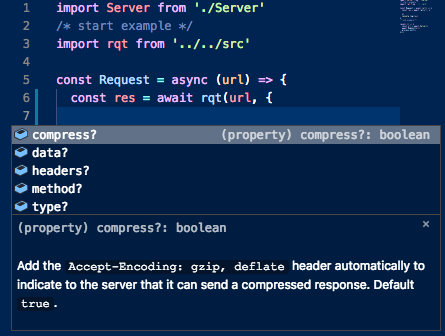 1 import Server from './Server'
2 /* start example */
3 import rqt from '../../src'
4
5 const Request = async (url) => {
6 const res = await rqt(url, {
7
compress? (property) compress?: boolean
data?
headers?
method?
type?
(property) compress?: boolean ×
Add the Accept-Encoding: gzip, deflate header automatically to
indicate to the server that it can send a compressed response. Default
true.